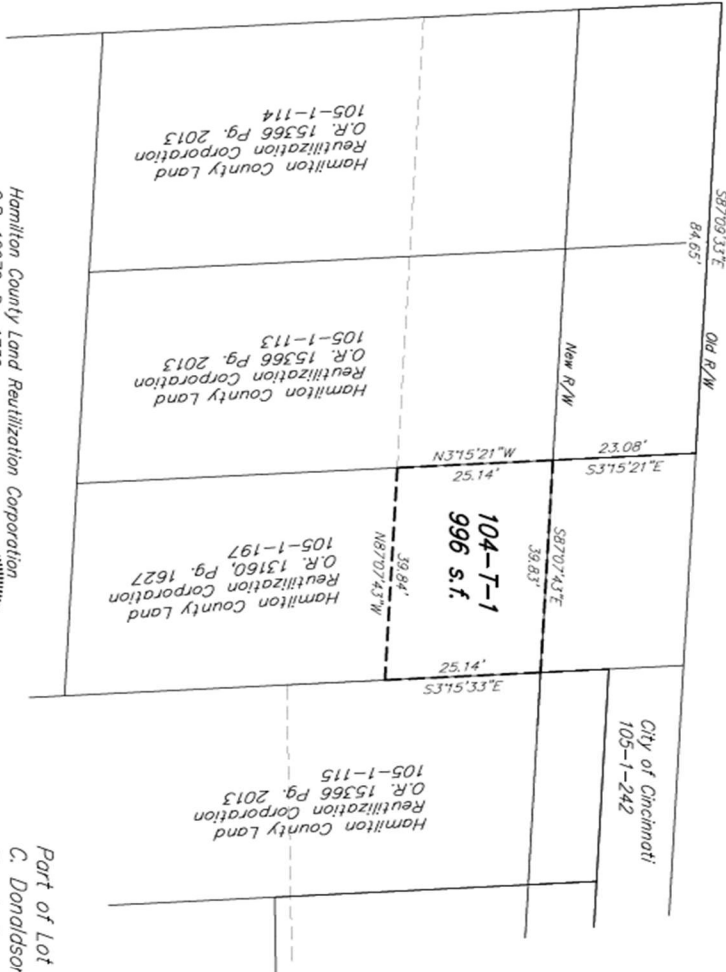 S87°09'33"E
84.65'
Old R/W
New R/W
Hamilton County Land
Reutilization Corporation
O.R. 15366 Pg. 2013
105-1-114
Hamilton County Land
Reutilization Corporation
O.R. 15366 Pg. 2013
105-1-113
N3°15'21"W
25.14'
23.08'
S3°15'21"E
104-T-1
996 s.f.
S87°07'43"E
39.83'
39.84'
N87°07'43"W
25.14'
S3°15'33"E
Hamilton County Land
Reutilization Corporation
O.R. 13160, Pg. 1627
105-1-197
City of Cincinnati
105-1-242
Hamilton County Land
Reutilization Corporation
O.R. 15366 Pg. 2013
105-1-115
Hamilton County Land Reutilization Corporation
Part of Lot
C. Donaldson